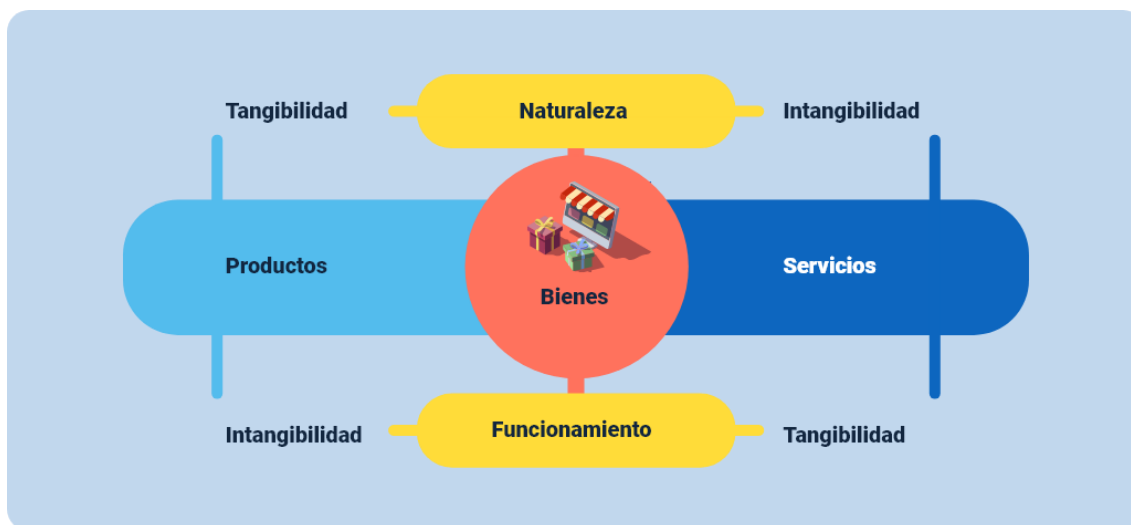 Tangibilidad
Naturaleza
Intangibilidad
Productos
Bienes
Servicios
Intangibilidad
Funcionamiento
Tangibilidad